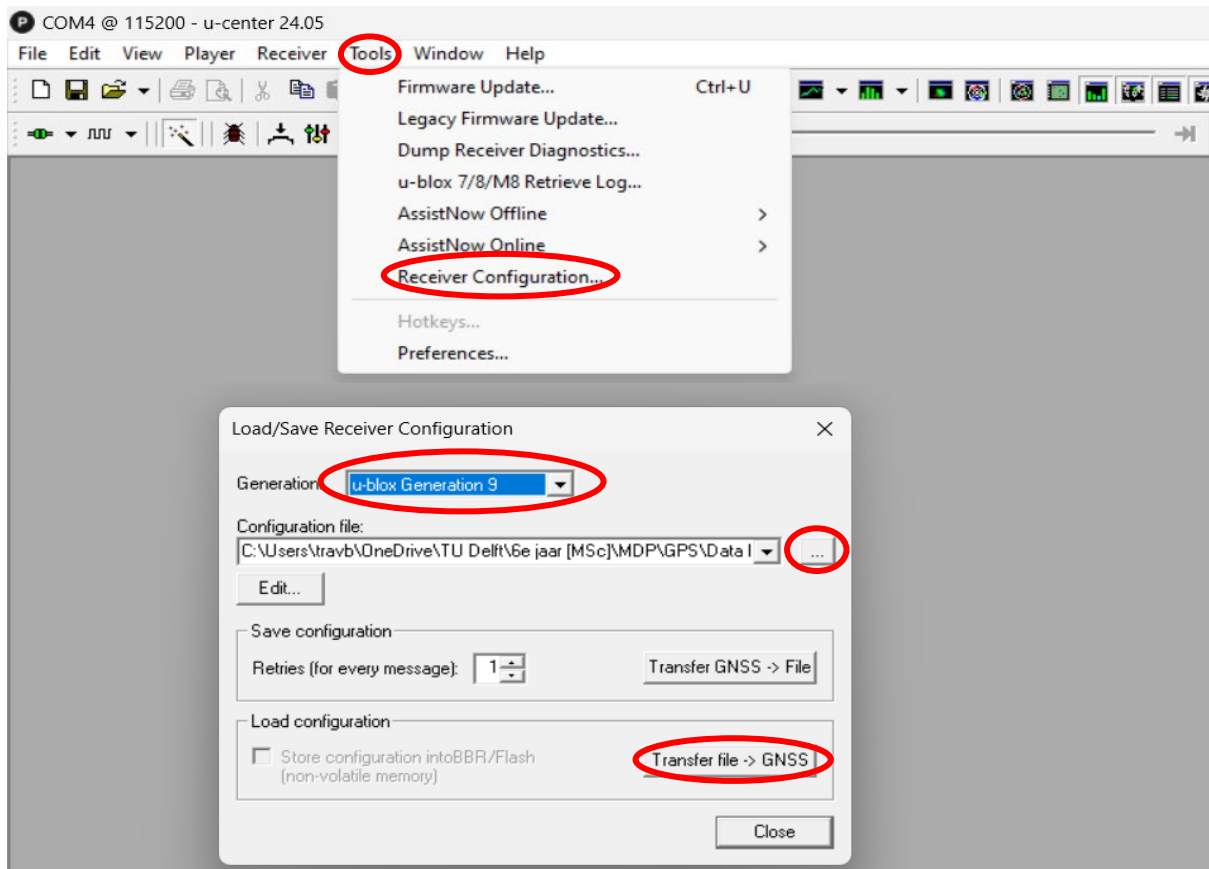 COM4 @ 115200 - u-center 24.05
File Edit View Player Receiver Tools Window Help
Firmware Update... Ctrl+U
Legacy Firmware Update...
Dump Receiver Diagnostics...
u-blox 7/8/M8 Retrieve Log...
AssistNow Offline
AssistNow Online
Receiver Configuration...
Hotkeys...
Preferences...
Load/Save Receiver Configuration
Generation u-blox Generation 9
Configuration file:
C:\Users\travb\OneDrive\TU Delft\6e jaar [MSc]\MDP\GPS\Data I ...
Edit...
Save configuration
Retries (for every message): 1 Transfer GNSS -> File
Load configuration
Store configuration intoBBR/Flash
(non-volatile memory)
Transfer file -> GNSS
Close